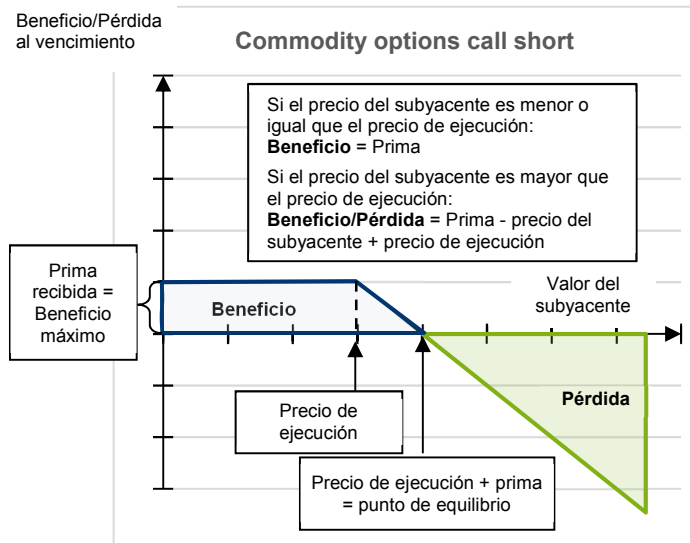 Beneficio/Pérdida
al vencimiento
Commodity options call short
Si el precio del subyacente es menor o
igual que el precio de ejecución:
Beneficio = Prima
Si el precio del subyacente es mayor que
el precio de ejecución:
Beneficio/Pérdida = Prima - precio del
subyacente + precio de ejecución
Prima
recibida =
Beneficio
máximo
Beneficio
Valor del
subyacente
Pérdida
Precio de
ejecución
Precio de ejecución + prima
= punto de equilibrio